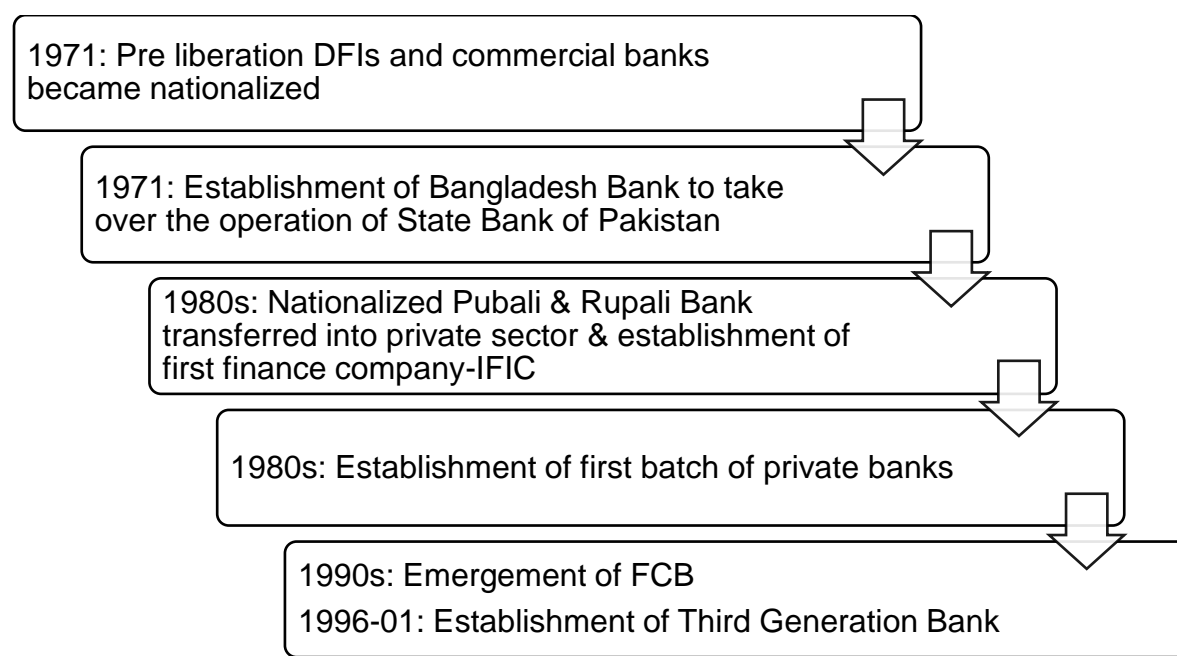 1971: Pre liberation DFIs and commercial banks
became nationalized
1971: Establishment of Bangladesh Bank to take
over the operation of State Bank of Pakistan
1980s: Nationalized Pubali & Rupali Bank
transferred into private sector & establishment of
first finance company-IFIC
1980s: Establishment of first batch of private banks
1990s: Emergement of FCB
1996-01: Establishment of Third Generation Bank